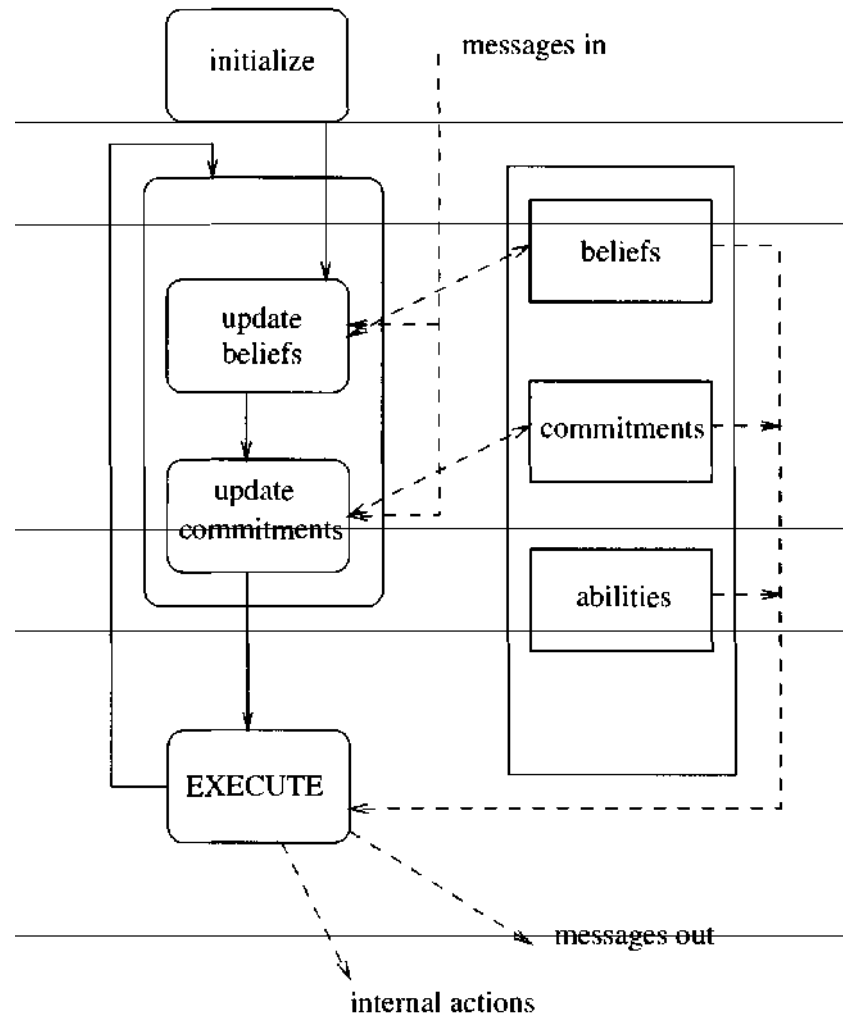 initialize
messages in
update
beliefs
update
commitments
beliefs
commitments
abilities
EXECUTE
messages out
internal actions